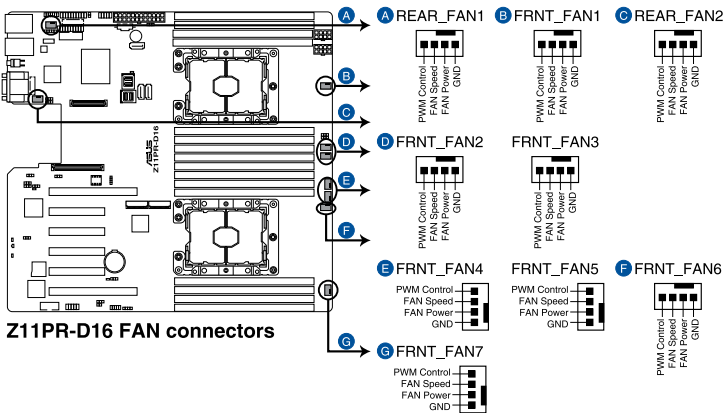 A
A REAR_FAN1
B FRNT_FAN1
C REAR_FAN2
PWM Control
FAN Speed
FAN Power
GND
PWM Control
FAN Speed
FAN Power
GND
PWM Control
FAN Speed
FAN Power
GND
B
C
ASUS
Z11PR-D16
D
D FRNT_FAN2
FRNT_FAN3
PWM Control
FAN Speed
FAN Power
GND
PWM Control
FAN Speed
FAN Power
GND
E
F
E FRNT_FAN4
FRNT_FAN5
F FRNT_FAN6
PWM Control
FAN Speed
FAN Power
GND
PWM Control
FAN Speed
FAN Power
GND
PWM Control
FAN Speed
FAN Power
GND
Z11PR-D16 FAN connectors
G
G FRNT_FAN7
PWM Control
FAN Speed
FAN Power
GND